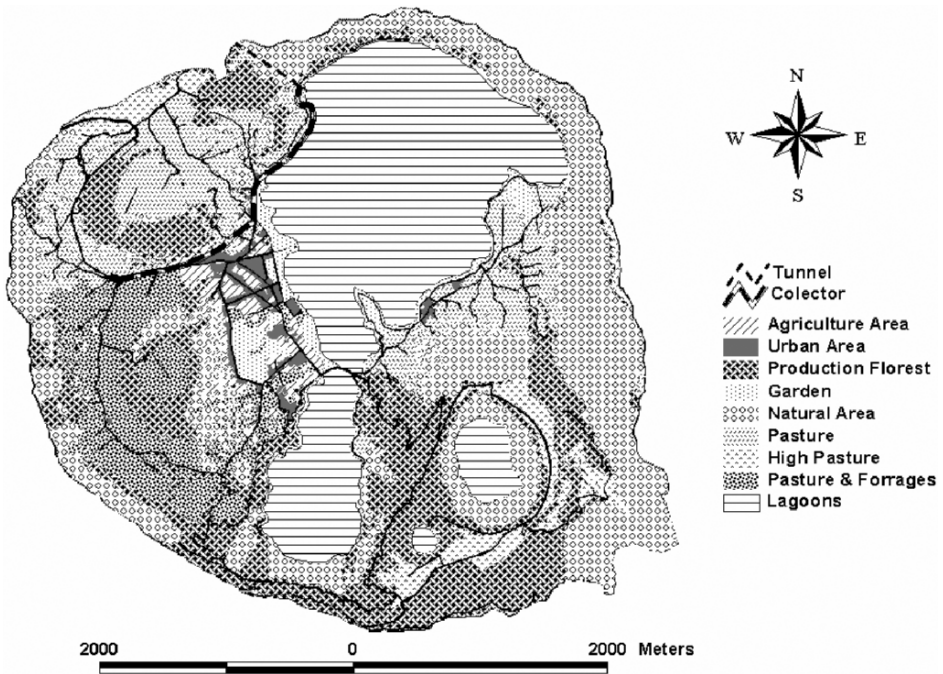 N
W E
S
Tunnel
Colector
Agriculture Area
Urban Area
Production Florest
Garden
Natural Area
Pasture
High Pasture
Pasture & Forrages
Lagoons
2000 0 2000 Meters